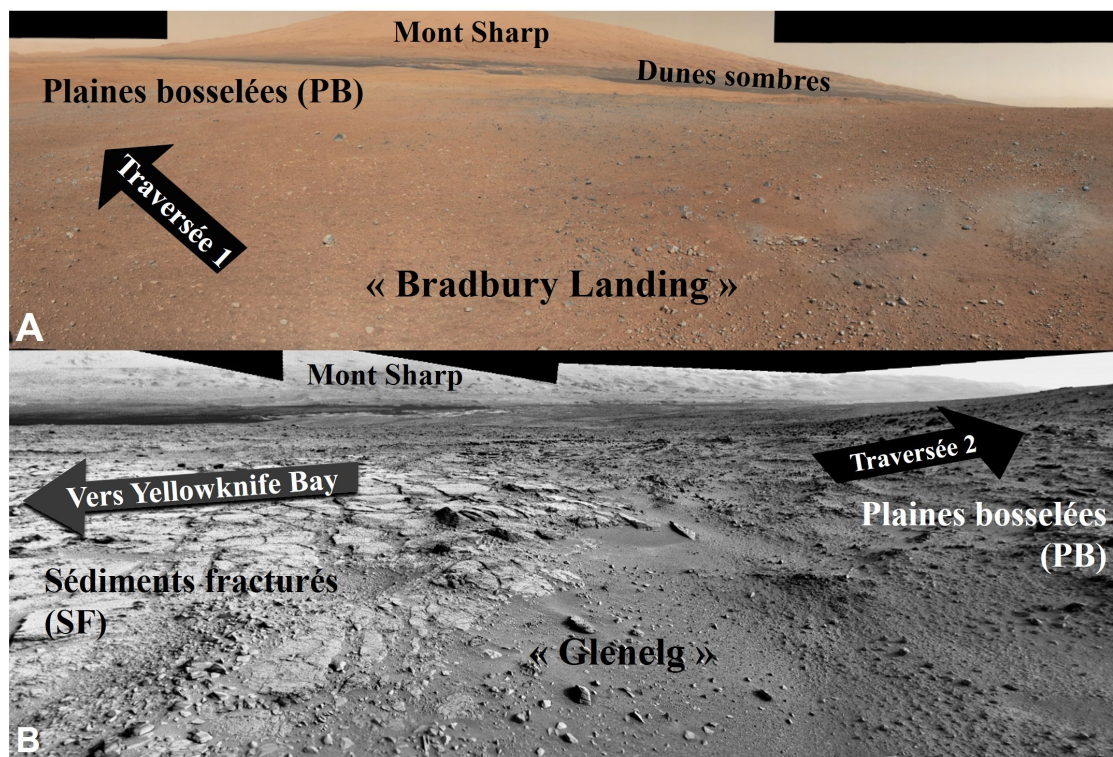 Mont Sharp
Dunes sombres
Plaines bosselées (PB)
Traversée 1
« Bradbury Landing »
A
Mont Sharp
Traversée 2
Vers Yellowknife Bay
Plaines bosselées
(PB)
Sédiments fracturés
(SF)
« Glenelg »
B